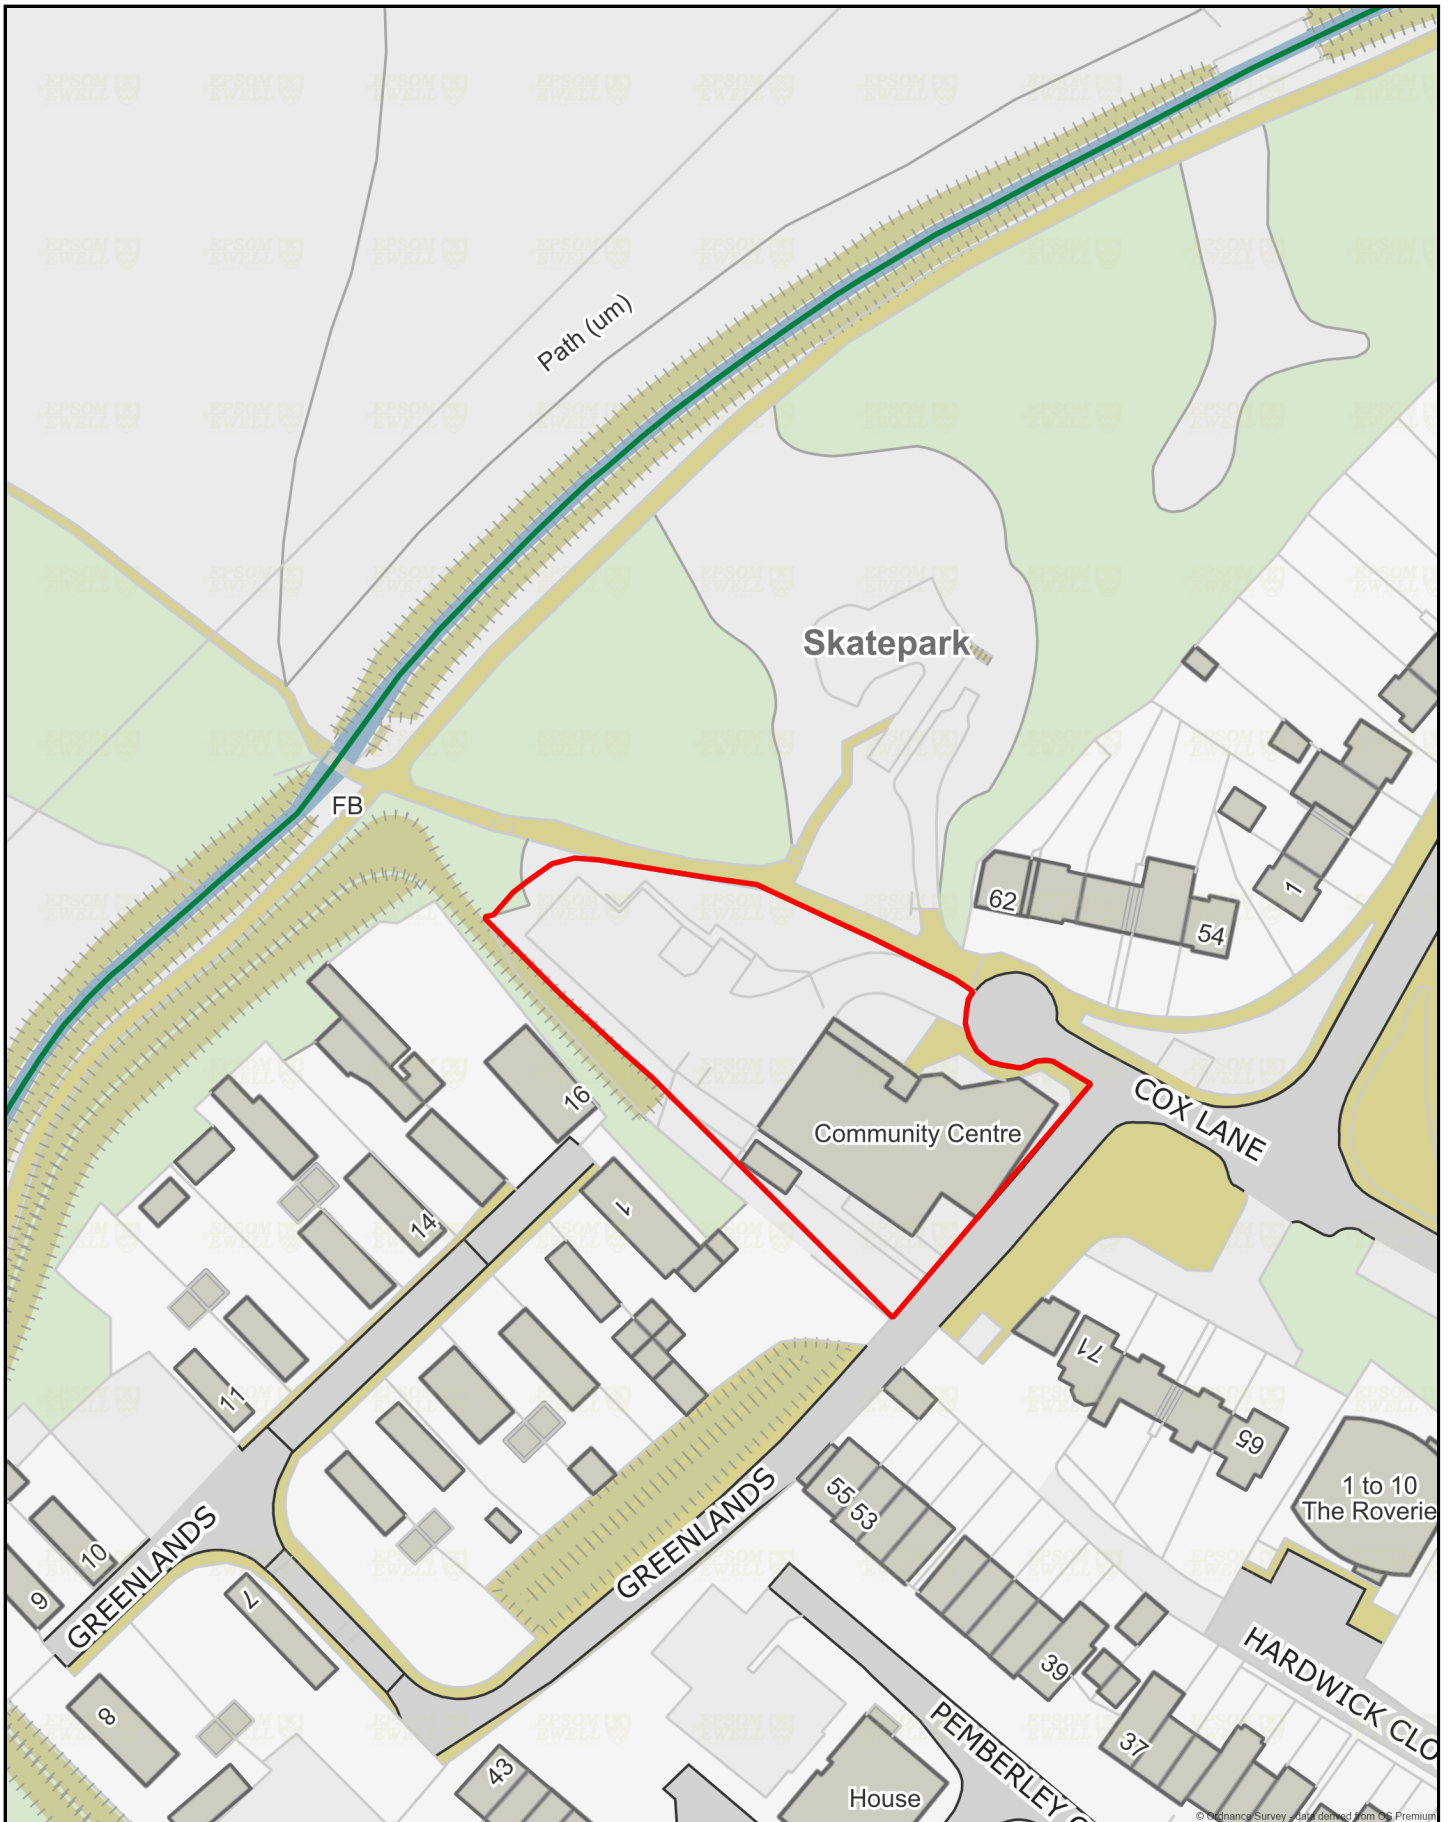 EPSOM
EWELL
Path (um)
Skatepark
FB
62
54
1
16
Community Centre
COX LANE
1
14
71
11
65
1 to 10
The Roverie
55
53
GREENLANDS
GREENLANDS
10
9
7
39
HARDWICK CLO
8
PEMBERLEY C
37
43
House
© Ordnance Survey - data derived from OS Premium